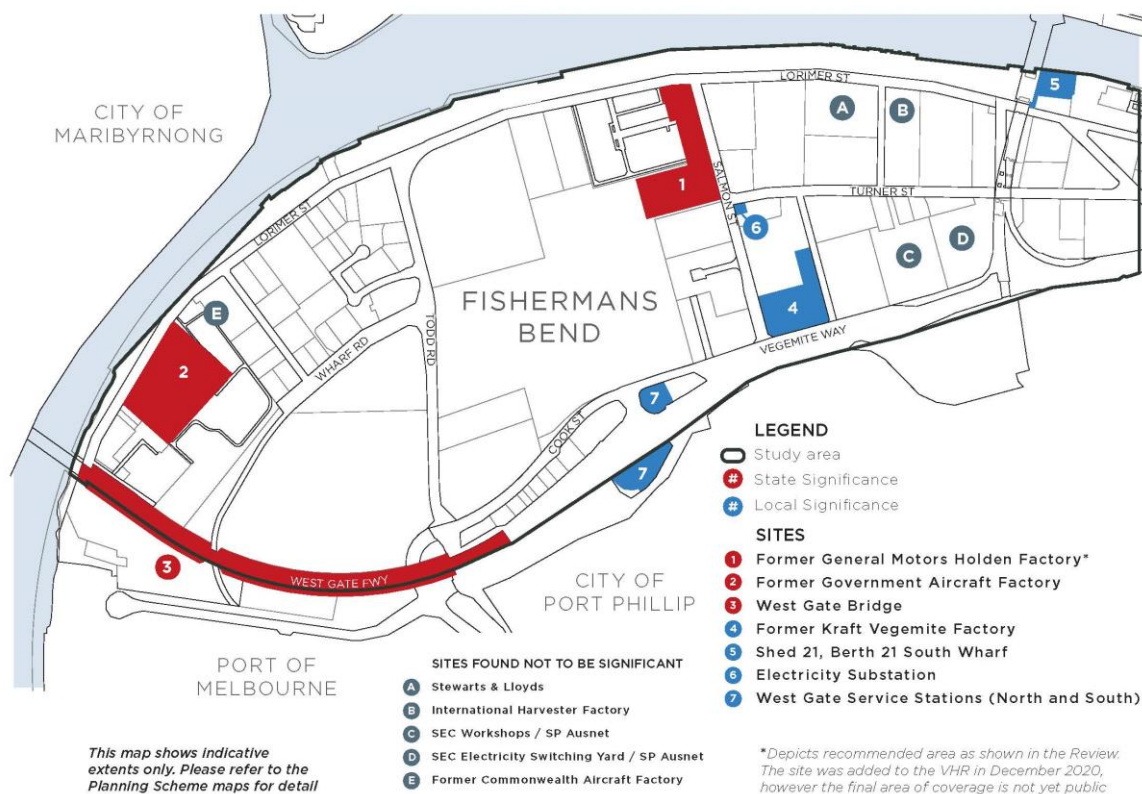 CITY OF
MARIBYRNONG
LORIMER ST
5
A
B
1
SALMON ST
TURNER ST
LORIMER ST
6
D
C
FISHERMANS
BEND
4
VEGEMITE WAY
E
2
WHARF RD
TODD RD
7
COOK ST
7
3
WEST GATE FWY
CITY OF
PORT PHILLIP
PORT OF
MELBOURNE
LEGEND
Study area
# State Significance
# Local Significance
SITES
1 Former General Motors Holden Factory*
2 Former Government Aircraft Factory
3 West Gate Bridge
4 Former Kraft Vegemite Factory
5 Shed 21, Berth 21 South Wharf
6 Electricity Substation
7 West Gate Service Stations (North and South)
SITES FOUND NOT TO BE SIGNIFICANT
A Stewarts & Lloyds
B International Harvester Factory
C SEC Workshops / SP Ausnet
D SEC Electricity Switching Yard / SP Ausnet
E Former Commonwealth Aircraft Factory
This map shows indicative
extents only. Please refer to the
Planning Scheme maps for detail
*Depicts recommended area as shown in the Review.
The site was added to the VHR in December 2020,
however the final area of coverage is not yet public